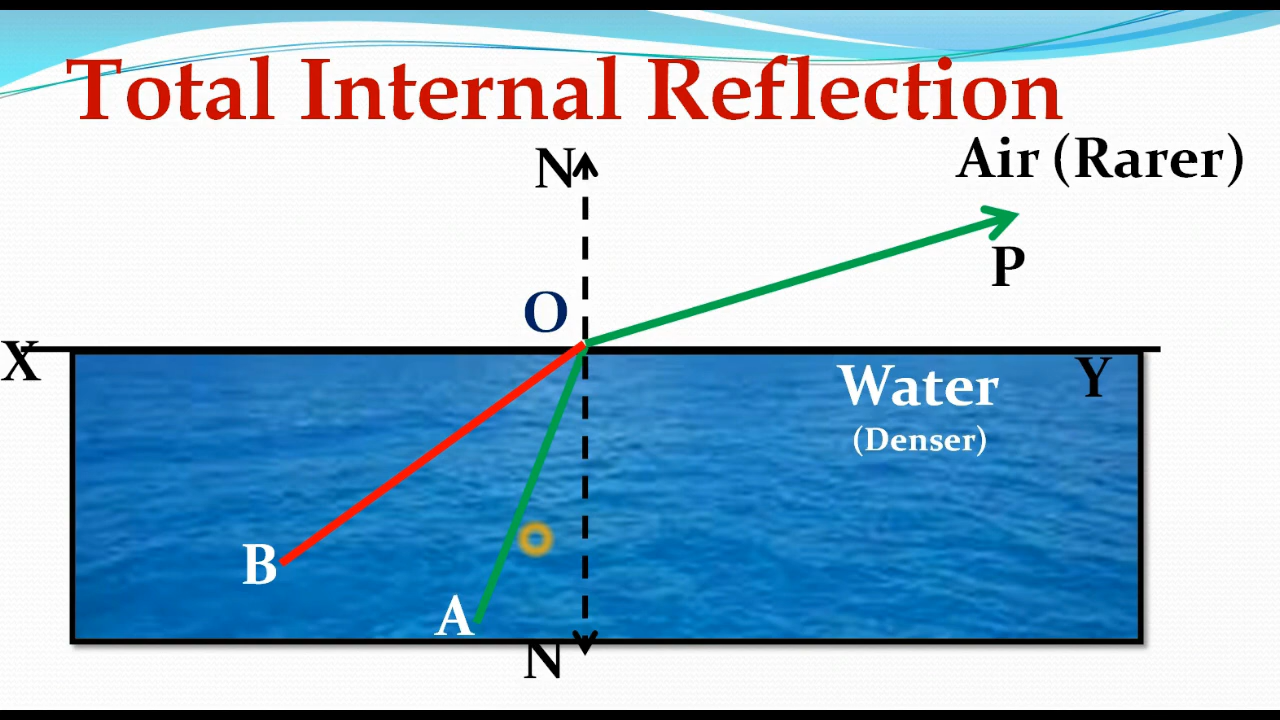 Total Internal Reflection
Air (Rarer)
N
P
O
X
Y
Water
(Denser)
B
A
N